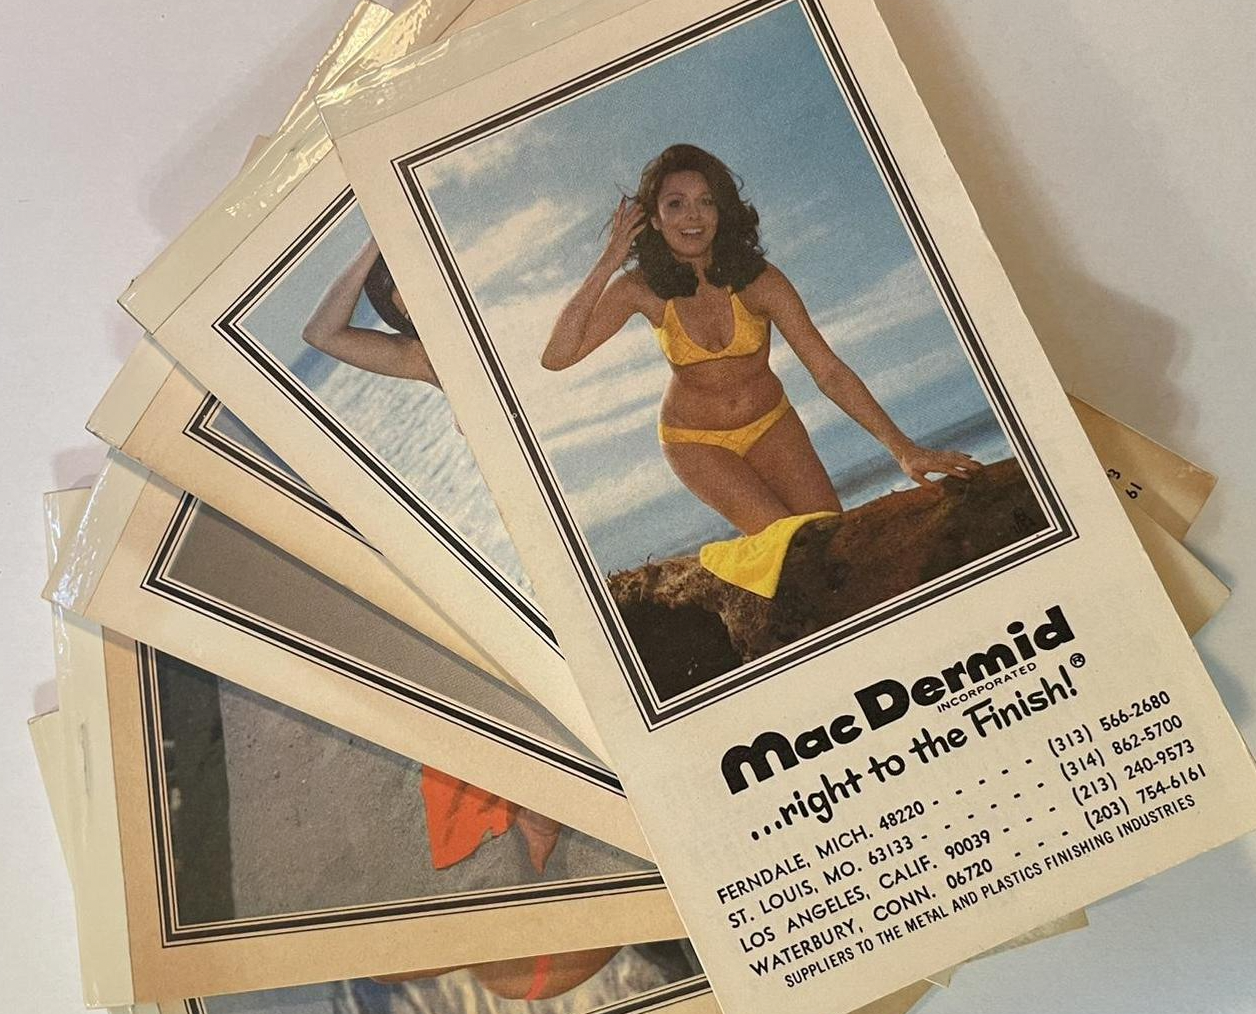 MacDermid
INCORPORATED ®
...right to the Finish!
FERNDALE, MICH. 48220 - - - - - (313) 566-2680
ST. LOUIS, MO. 63133 - - - - - - (314) 862-5700
LOS ANGELES, CALIF. 90039 - - - (213) 240-9573
WATERBURY, CONN. 06720 - - - (203) 754-6161
SUPPLIERS TO THE METAL AND PLASTICS FINISHING INDUSTRIES
3
61